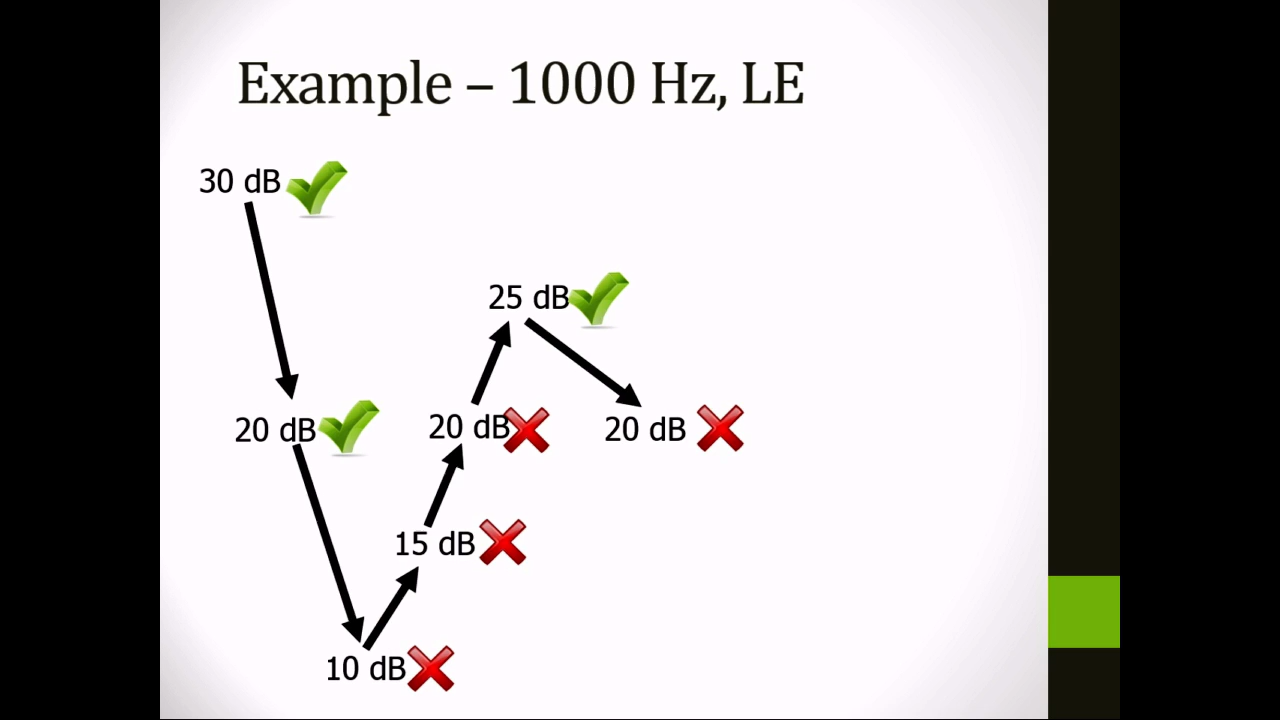 Example – 1000 Hz, LE
30 dB
25 dB
20 dB
20 dB
20 dB
15 dB
10 dB